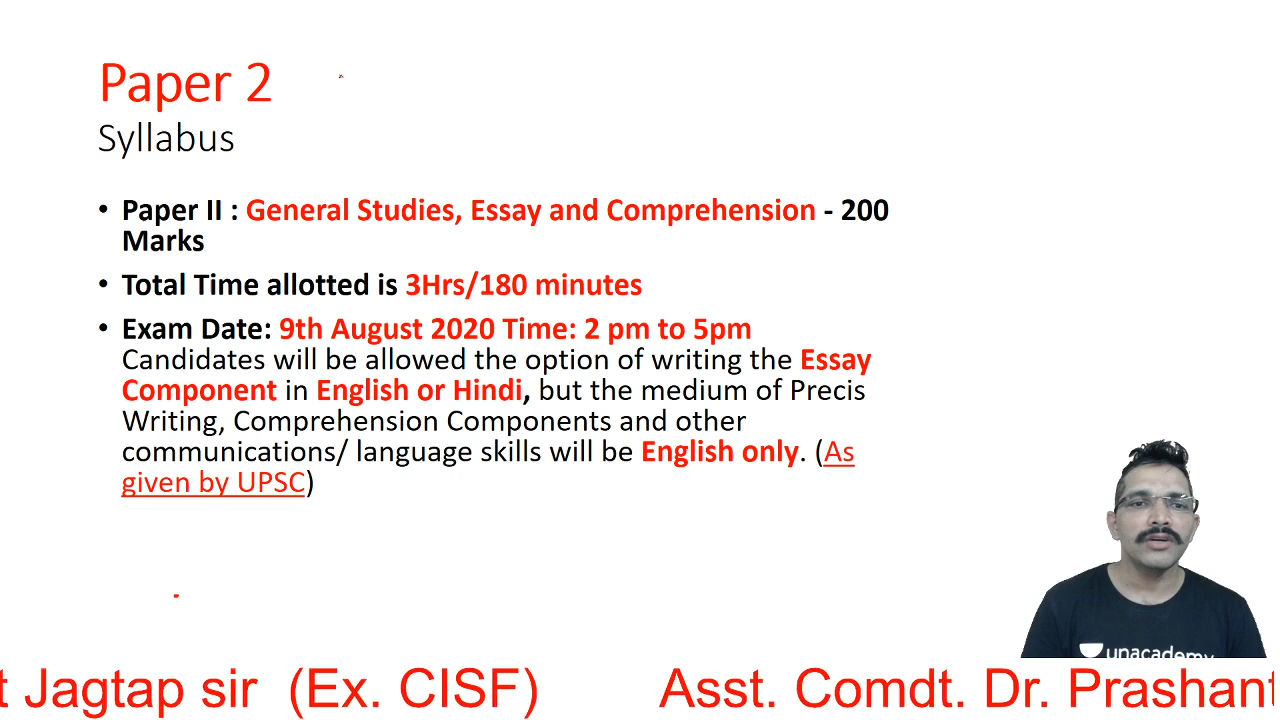 Paper 2
Syllabus
• Paper II : General Studies, Essay and Comprehension - 200
Marks
• Total Time allotted is 3Hrs/180 minutes
• Exam Date: 9th August 2020 Time: 2 pm to 5pm
Candidates will be allowed the option of writing the Essay
Component in English or Hindi, but the medium of Precis
Writing, Comprehension Components and other
communications/ language skills will be English only. (As
given by UPSC)
unacademy
t Jagtap sir (Ex. CISF) Asst. Comdt. Dr. Prashant